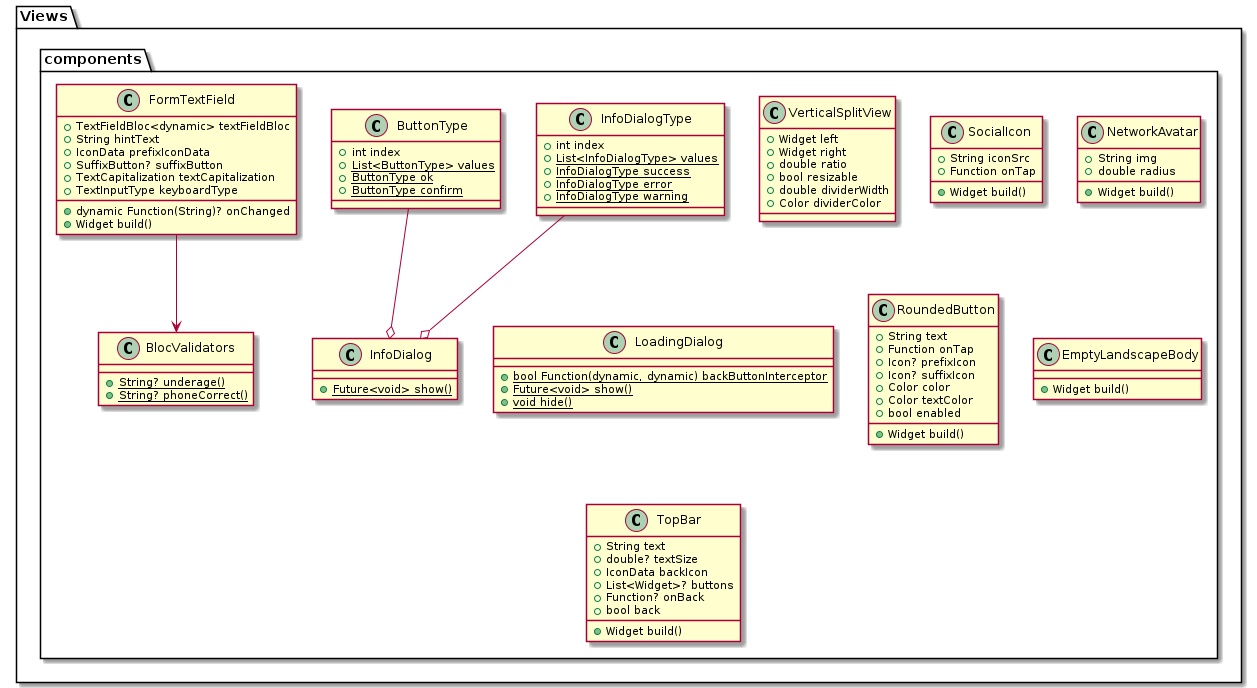 Views
components
C FormTextField
TextFieldBloc<dynamic> textFieldBloc
String hintText
IconData prefixIconData
SuffixButton? suffixButton
TextCapitalization textCapitalization
TextInputType keyboardType
dynamic Function(String)? onChanged
Widget build()
C ButtonType
int index
List<ButtonType> values
ButtonType ok
ButtonType confirm
C InfoDialogType
int index
List<InfoDialogType> values
InfoDialogType success
InfoDialogType error
InfoDialogType warning
C VerticalSplitView
Widget left
Widget right
double ratio
bool resizable
double dividerWidth
Color dividerColor
C SocialIcon
String iconSrc
Function onTap
Widget build()
C NetworkAvatar
String img
double radius
Widget build()
C BlocValidators
String? underage()
String? phoneCorrect()
C InfoDialog
Future<void> show()
C LoadingDialog
bool Function(dynamic, dynamic) backButtonInterceptor
Future<void> show()
void hide()
C RoundedButton
String text
Function onTap
Icon? prefixIcon
Icon? suffixIcon
Color color
Color textColor
bool enabled
Widget build()
C EmptyLandscapeBody
Widget build()
C TopBar
String text
double? textSize
IconData backIcon
List<Widget>? buttons
Function? onBack
bool back
Widget build()